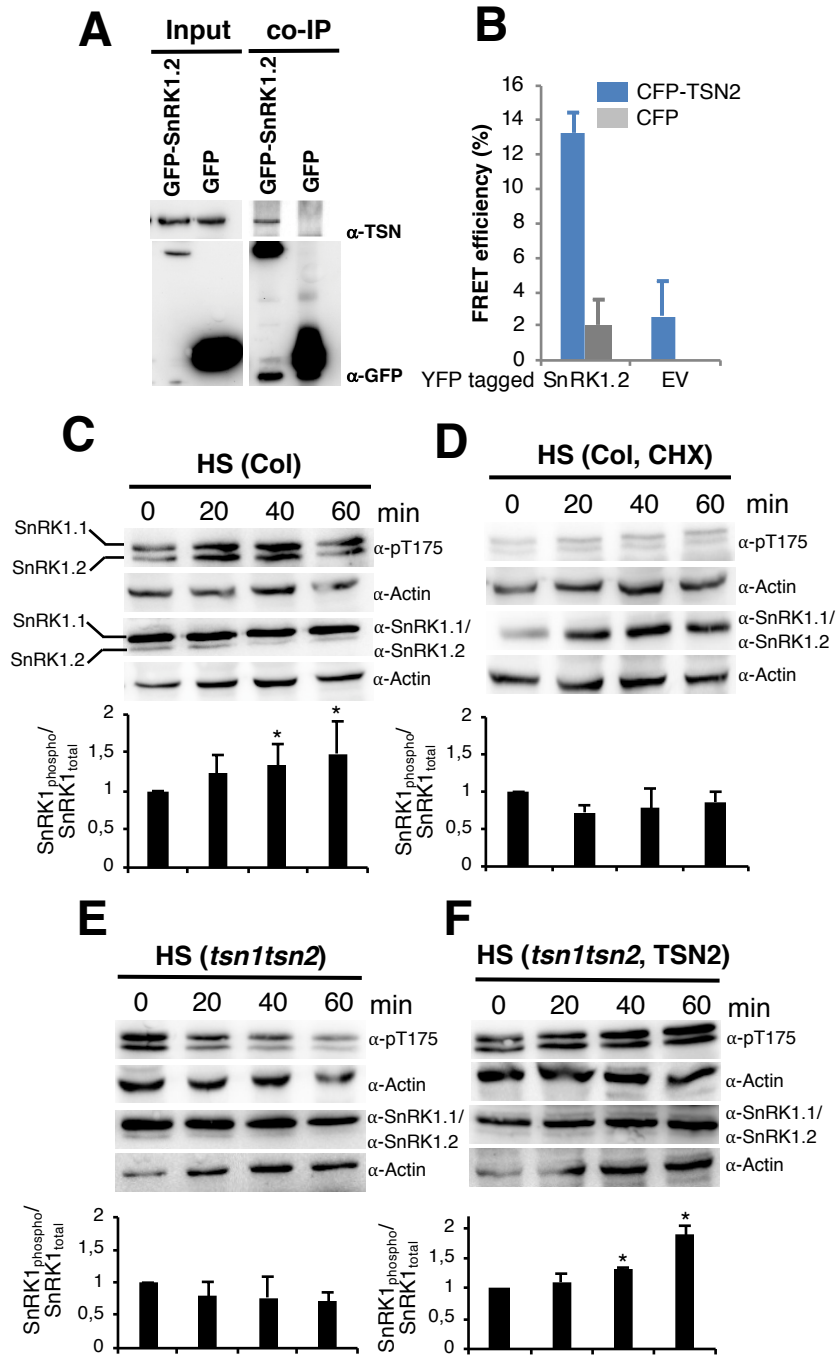 A
Input
co-IP
GFP-SnRK1.2
GFP
GFP-SnRK1.2
GFP
α-TSN
α-GFP
B
FRET efficiency (%)
16
14
12
10
8
6
4
2
0
CFP-TSN2
CFP
YFP tagged SnRK1.2 EV
C
HS (Col)
0 20 40 60 min
SnRK1.1
SnRK1.2
α-pT175
α-Actin
SnRK1.1
SnRK1.2
α-SnRK1.1/
α-SnRK1.2
α-Actin
SnRK1phospho/
SnRK1total
2
1,5
1
0,5
0
* *
D
HS (Col, CHX)
0 20 40 60 min
α-pT175
α-Actin
α-SnRK1.1/
α-SnRK1.2
α-Actin
SnRK1phospho/
SnRK1total
2
1,5
1
0,5
0
E
HS (tsn1tsn2)
0 20 40 60 min
α-pT175
α-Actin
α-SnRK1.1/
α-SnRK1.2
α-Actin
SnRK1phospho/
SnRK1total
2
1,5
1
0,5
0
F
HS (tsn1tsn2, TSN2)
0 20 40 60 min
α-pT175
α-Actin
α-SnRK1.1/
α-SnRK1.2
α-Actin
SnRK1phospho/
SnRK1total
2
1,5
1
0,5
0
* *